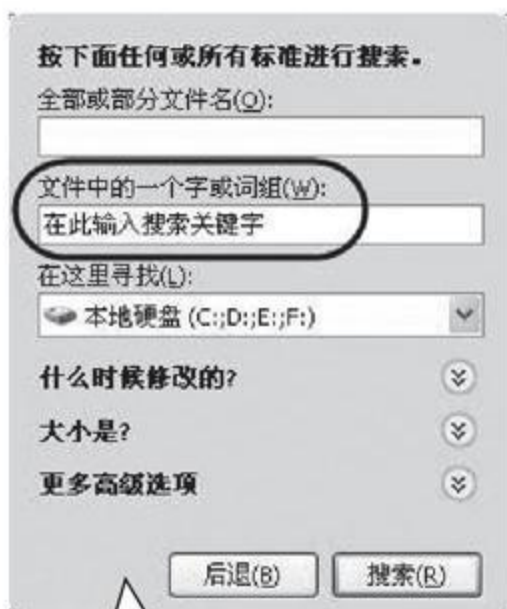 按下面任何或所有标准进行搜索。
全部或部分文件名(O):
文件中的一个字或词组(W):
在此输入搜索关键字
在这里寻找(L):
本地硬盘 (C:;D:;E:;F:)
什么时候修改的?
大小是?
更多高级选项
后退(B) 搜索(R)